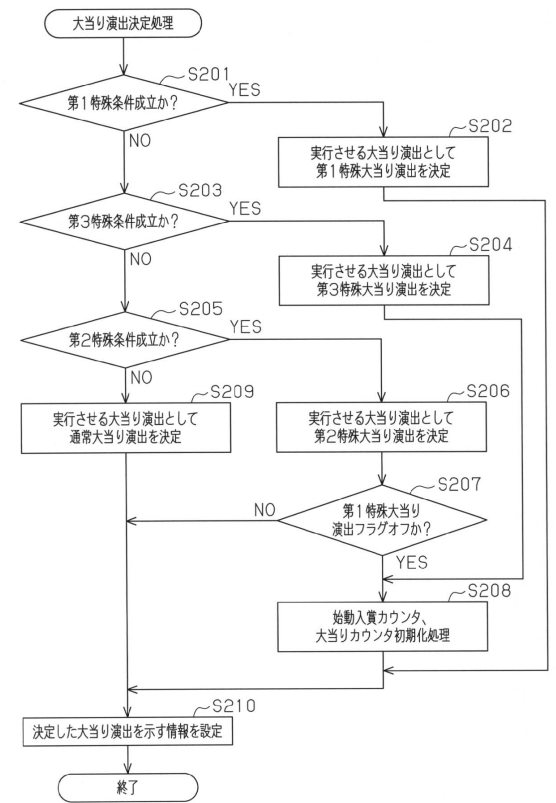 大当り演出決定処理
S201
第1特殊条件成立か?
YES
NO
S202
実行させる大当り演出として
第1特殊大当り演出を決定
S203
第3特殊条件成立か?
YES
NO
S204
実行させる大当り演出として
第3特殊大当り演出を決定
S205
第2特殊条件成立か?
YES
NO
S209
実行させる大当り演出として
通常大当り演出を決定
S206
実行させる大当り演出として
第2特殊大当り演出を決定
S207
第1特殊大当り
演出フラグオフか?
NO
YES
S208
始動入賞カウンタ、
大当りカウンタ初期化処理
S210
決定した大当り演出を示す情報を設定
終了